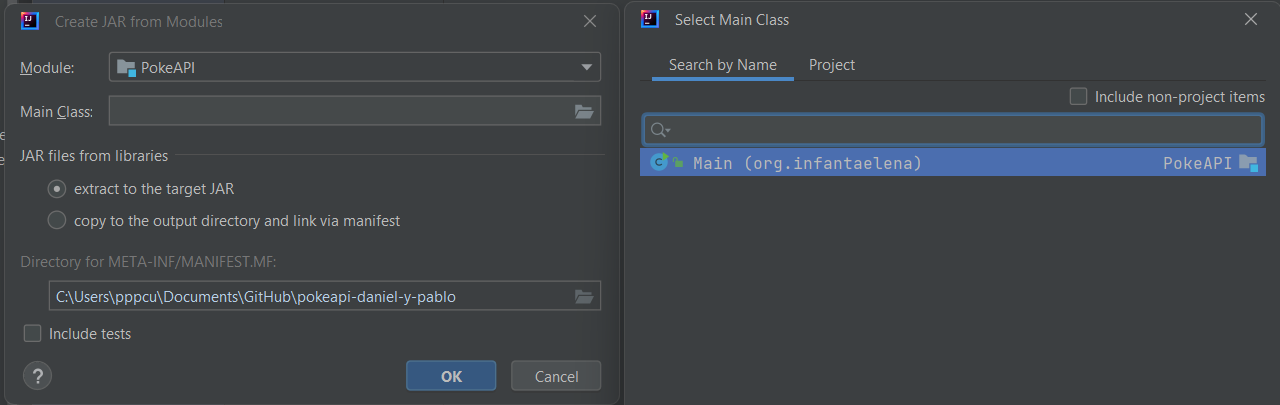 Create JAR from Modules
Module: PokeAPI
Main Class:
JAR files from libraries
extract to the target JAR
copy to the output directory and link via manifest
Directory for META-INF/MANIFEST.MF:
C:\Users\pppcu\Documents\GitHub\pokeapi-daniel-y-pablo
Include tests
? OK Cancel
Select Main Class
Search by Name Project
Include non-project items
Main (org.infantaelena) PokeAPI